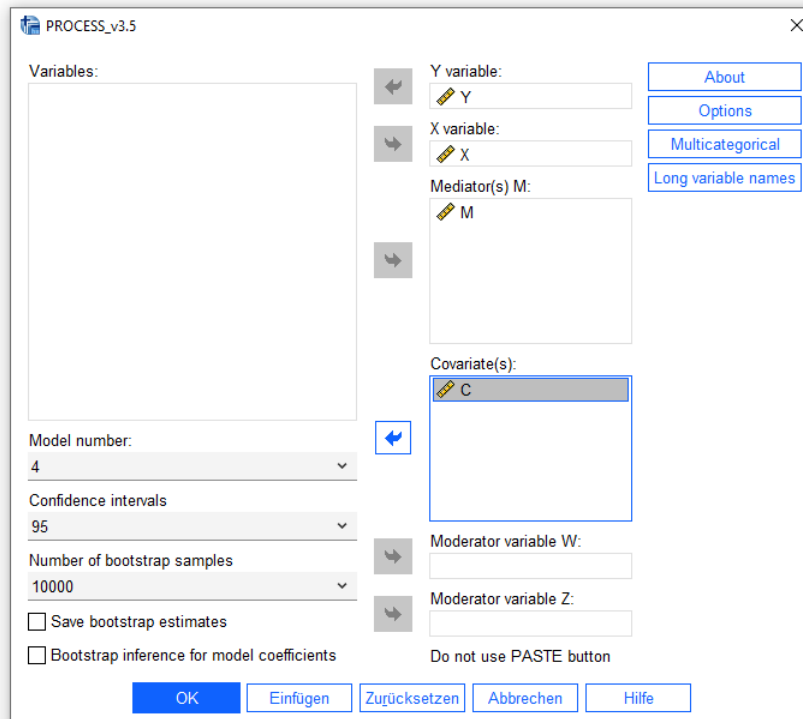 PROCESS_v3.5
Variables:
Y variable:
Y
X variable:
X
Mediator(s) M:
M
Covariate(s):
C
Model number:
4
Confidence intervals
95
Number of bootstrap samples
10000
Save bootstrap estimates
Bootstrap inference for model coefficients
Moderator variable W:
Moderator variable Z:
Do not use PASTE button
About
Options
Multicategorical
Long variable names
OK
Einfügen
Zurücksetzen
Abbrechen
Hilfe